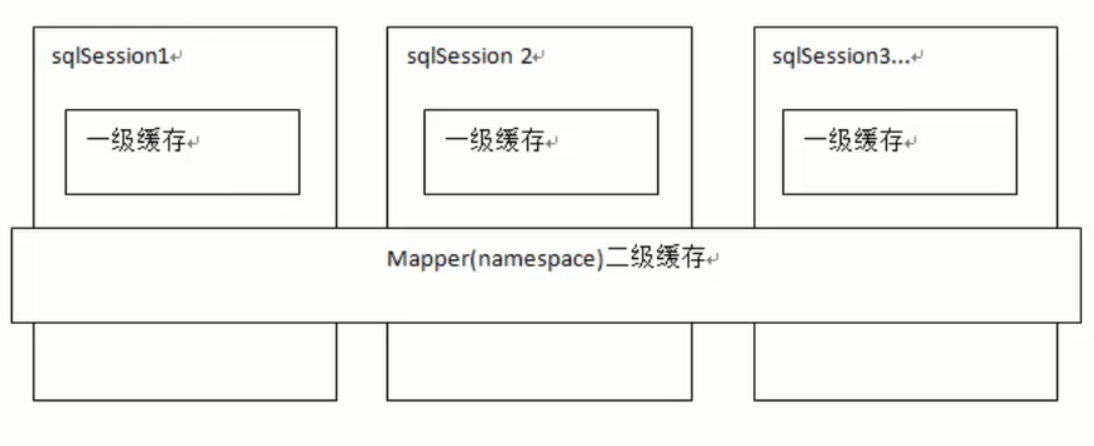 sqlSession1↵
sqlSession 2↵
sqlSession3...↵
一级缓存↵
一级缓存↵
一级缓存↵
Mapper(namespace)二级缓存↵